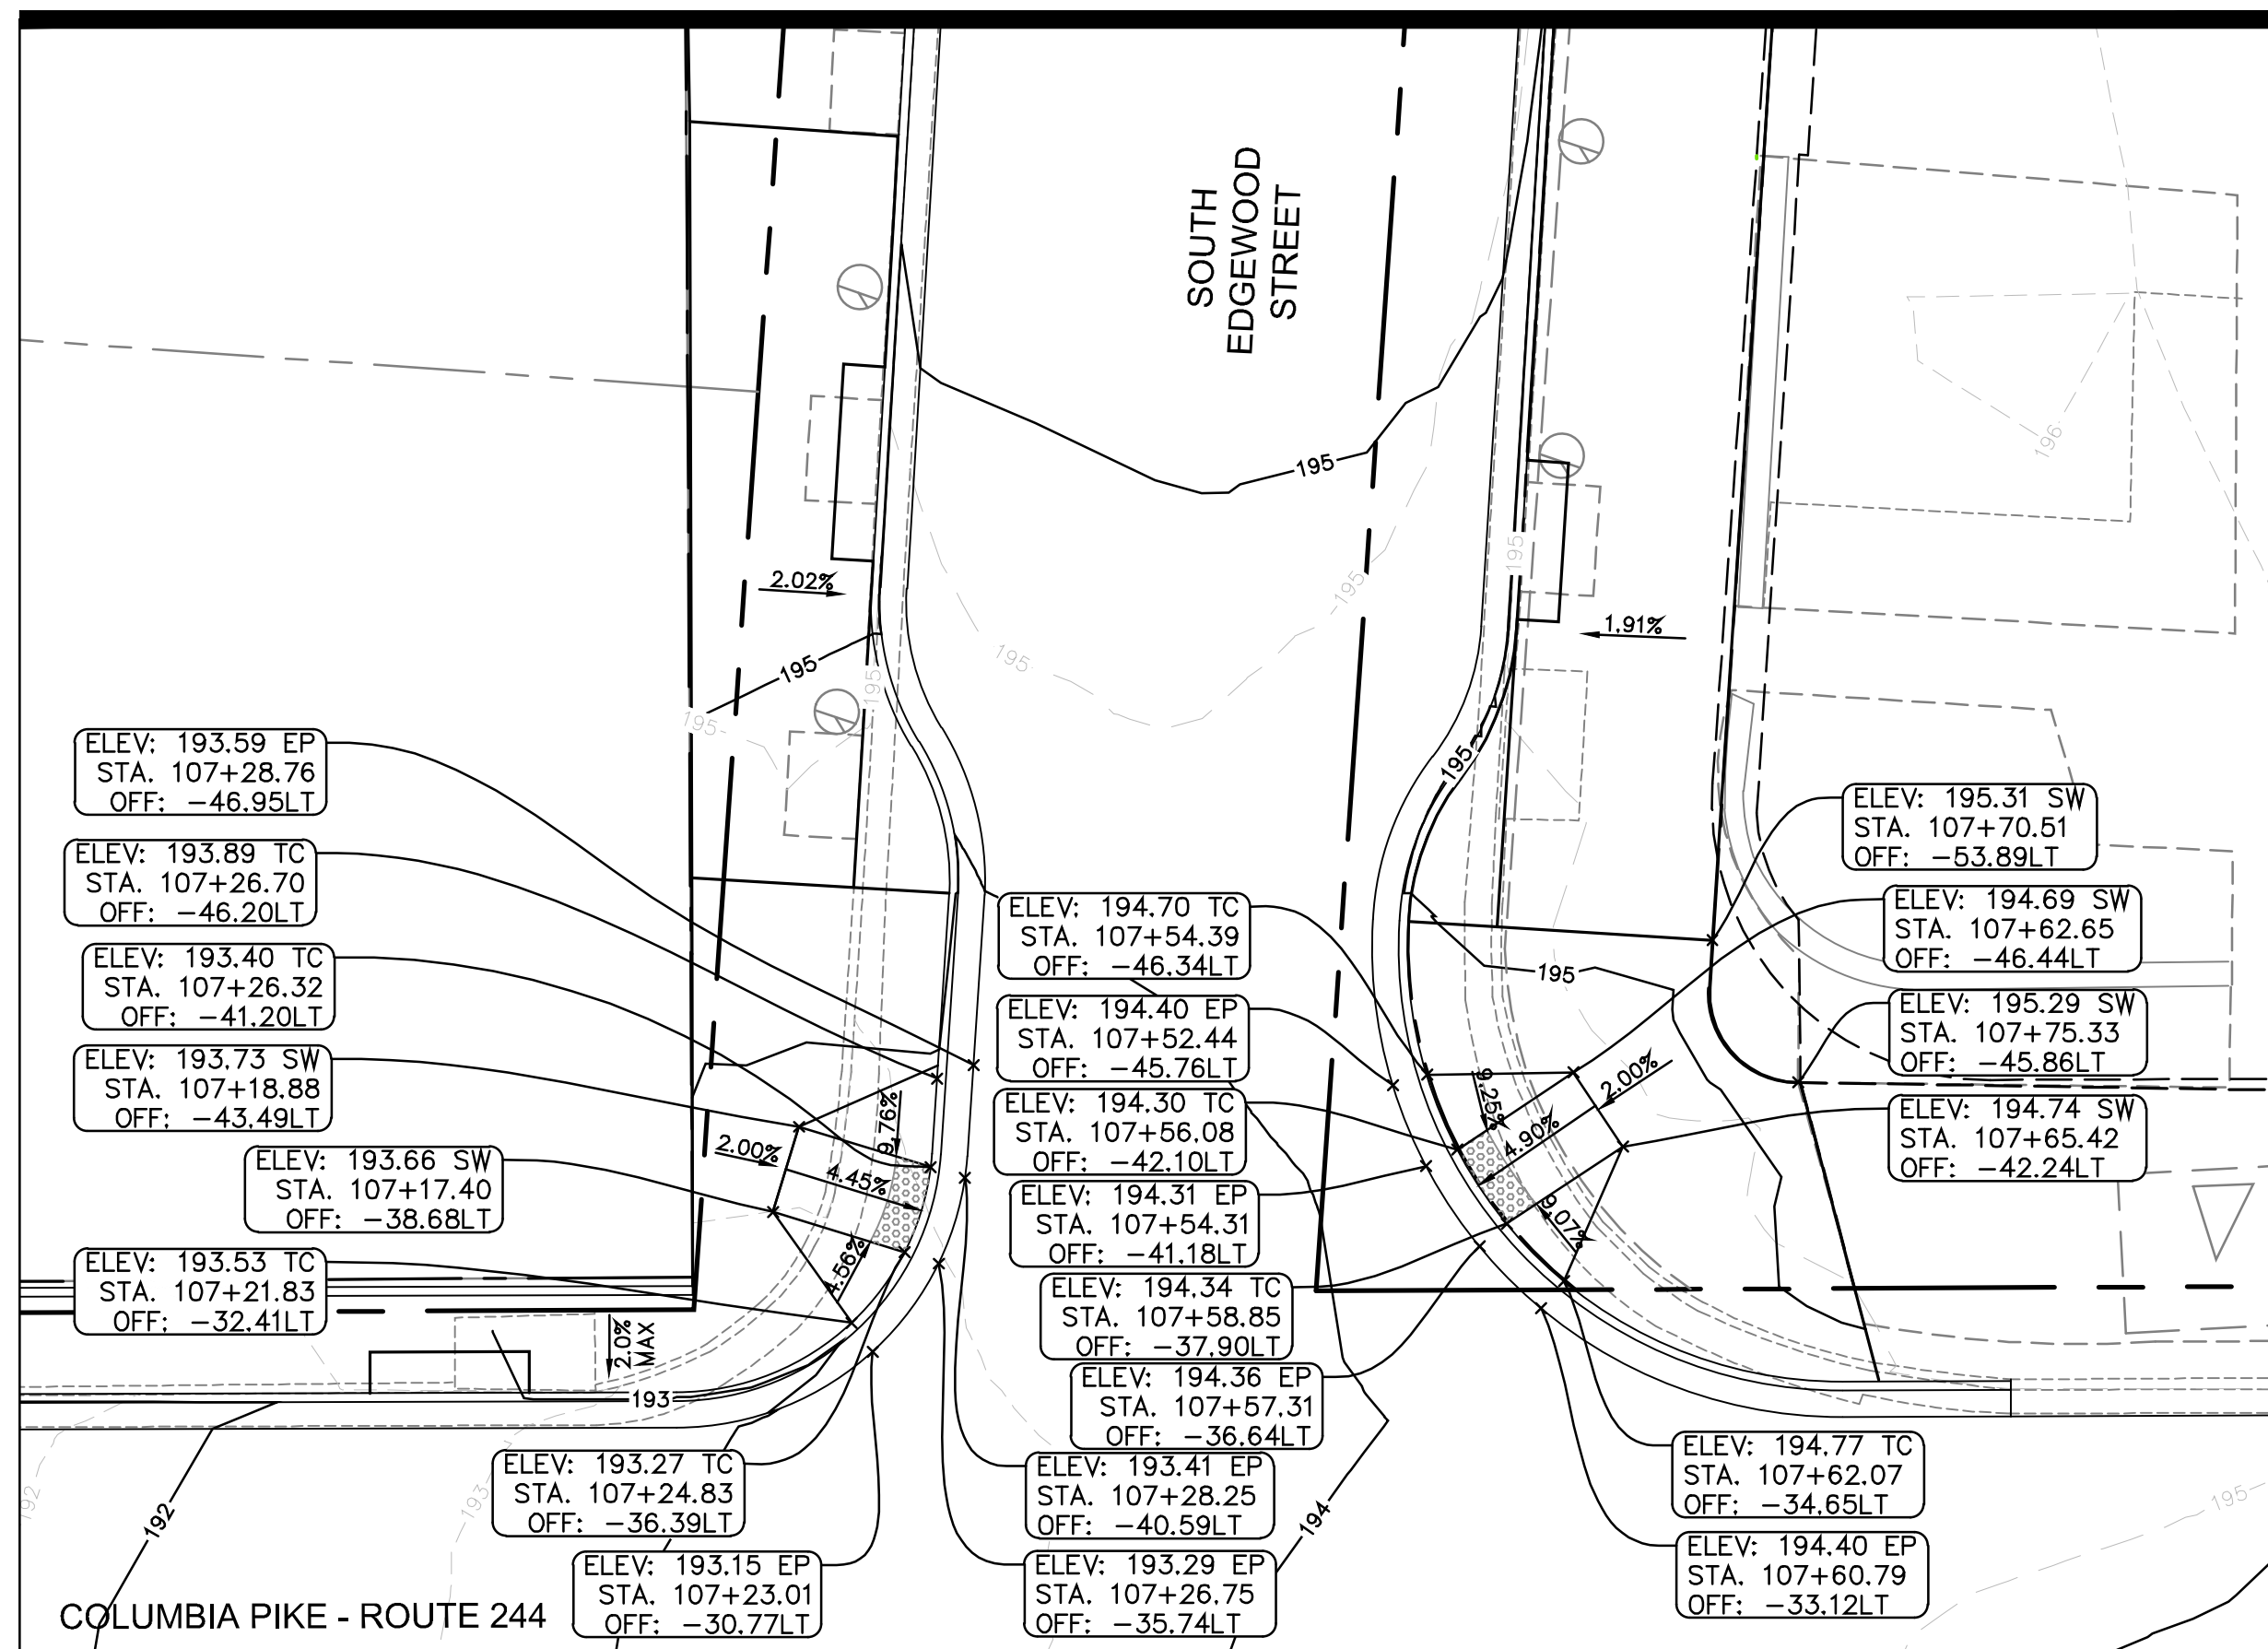 SOUTH
EDGEWOOD
STREET
195
196
195
195
195
2.02%
1.91%
195
195
195
195
195
ELEV: 193.59 EP
STA. 107+28.76
OFF: -46.95LT
ELEV: 193.89 TC
STA. 107+26.70
OFF: -46.20LT
ELEV: 193.40 TC
STA. 107+26.32
OFF: -41.20LT
ELEV: 193.73 SW
STA. 107+18.88
OFF: -43.49LT
ELEV: 193.66 SW
STA. 107+17.40
OFF: -38.68LT
ELEV: 193.53 TC
STA. 107+21.83
OFF: -32.41LT
2.00%
9.76%
4.45%
4.56%
2.0%
MAX
193
ELEV: 194.70 TC
STA. 107+54.39
OFF: -46.34LT
ELEV: 194.40 EP
STA. 107+52.44
OFF: -45.76LT
ELEV: 194.30 TC
STA. 107+56.08
OFF: -42.10LT
ELEV: 194.31 EP
STA. 107+54.31
OFF: -41.18LT
ELEV: 194.34 TC
STA. 107+58.85
OFF: -37.90LT
ELEV: 194.36 EP
STA. 107+57.31
OFF: -36.64LT
195
9.25%
2.00%
4.90%
9.07%
ELEV: 195.31 SW
STA. 107+70.51
OFF: -53.89LT
ELEV: 194.69 SW
STA. 107+62.65
OFF: -46.44LT
ELEV: 195.29 SW
STA. 107+75.33
OFF: -45.86LT
ELEV: 194.74 SW
STA. 107+65.42
OFF: -42.24LT
192
192
193
ELEV: 193.27 TC
STA. 107+24.83
OFF: -36.39LT
ELEV: 193.15 EP
STA. 107+23.01
OFF: -30.77LT
ELEV: 193.41 EP
STA. 107+28.25
OFF: -40.59LT
ELEV: 193.29 EP
STA. 107+26.75
OFF: -35.74LT
194
ELEV: 194.77 TC
STA. 107+62.07
OFF: -34.65LT
ELEV: 194.40 EP
STA. 107+60.79
OFF: -33.12LT
195
COLUMBIA PIKE - ROUTE 244